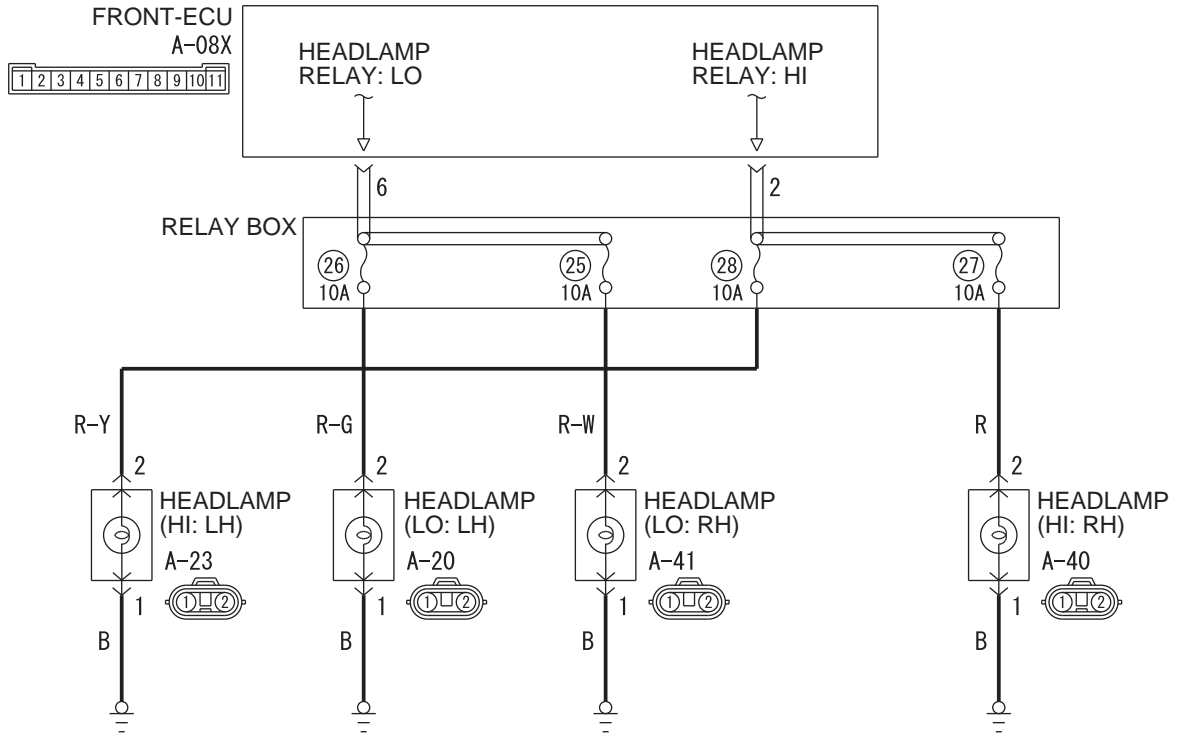 FRONT-ECU
A-08X
1 2 3 4 5 6 7 8 9 10 11
HEADLAMP
RELAY: LO
HEADLAMP
RELAY: HI
6
2
RELAY BOX
26
10A
25
10A
28
10A
27
10A
R-Y
R-G
R-W
R
2
2
2
2
HEADLAMP
(HI: LH)
A-23
1 2
HEADLAMP
(LO: LH)
A-20
1 2
HEADLAMP
(LO: RH)
A-41
1 2
HEADLAMP
(HI: RH)
A-40
1 2
1
1
1
1
B
B
B
B